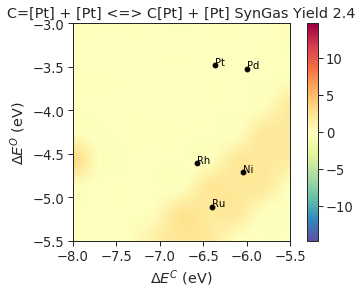 C=[Pt] + [Pt] <=> C[Pt] + [Pt] SynGas Yield 2.4
−3.0
−3.5
−4.0
−4.5
−5.0
−5.5
ΔE^O (eV)
Pt
Pd
Rh
Ni
Ru
−8.0 −7.5 −7.0 −6.5 −6.0 −5.5
ΔE^C (eV)
10
5
0
−5
−10